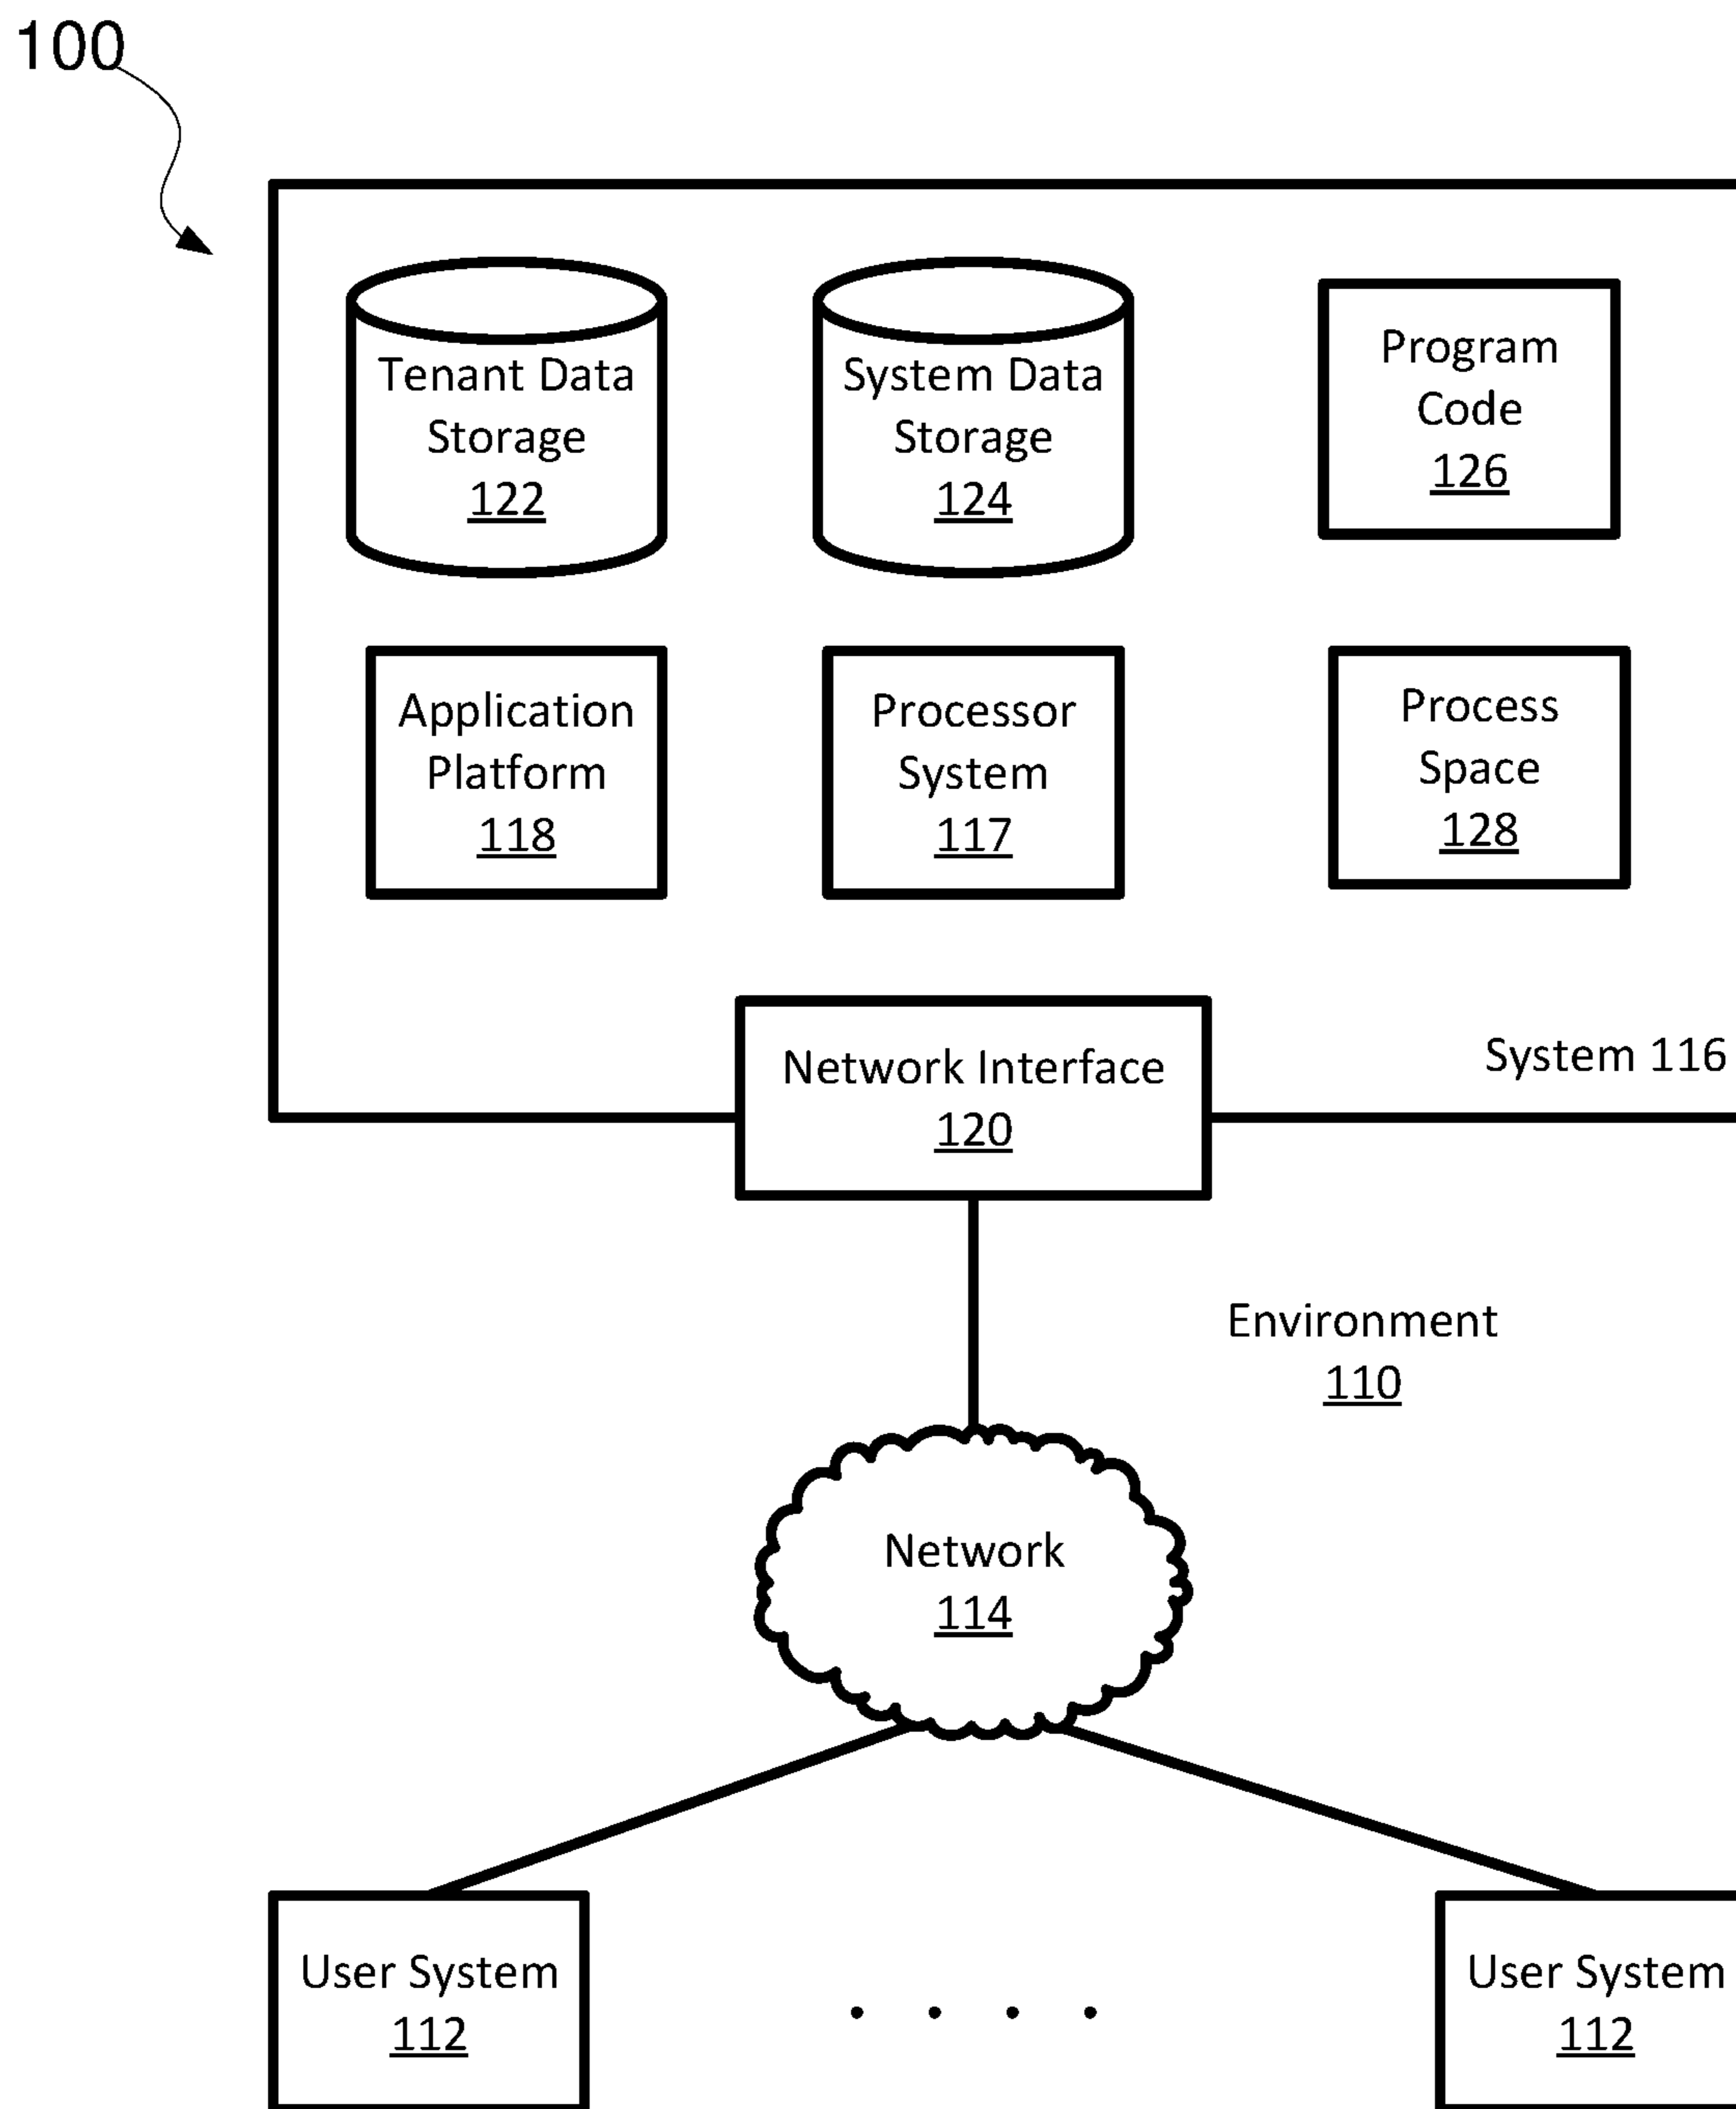 100
Tenant Data
Storage
122
System Data
Storage
124
Program
Code
126
Application
Platform
118
Processor
System
117
Process
Space
128
Network Interface
120
System 116
Environment
110
Network
114
User System
112
. . . .
User System
112